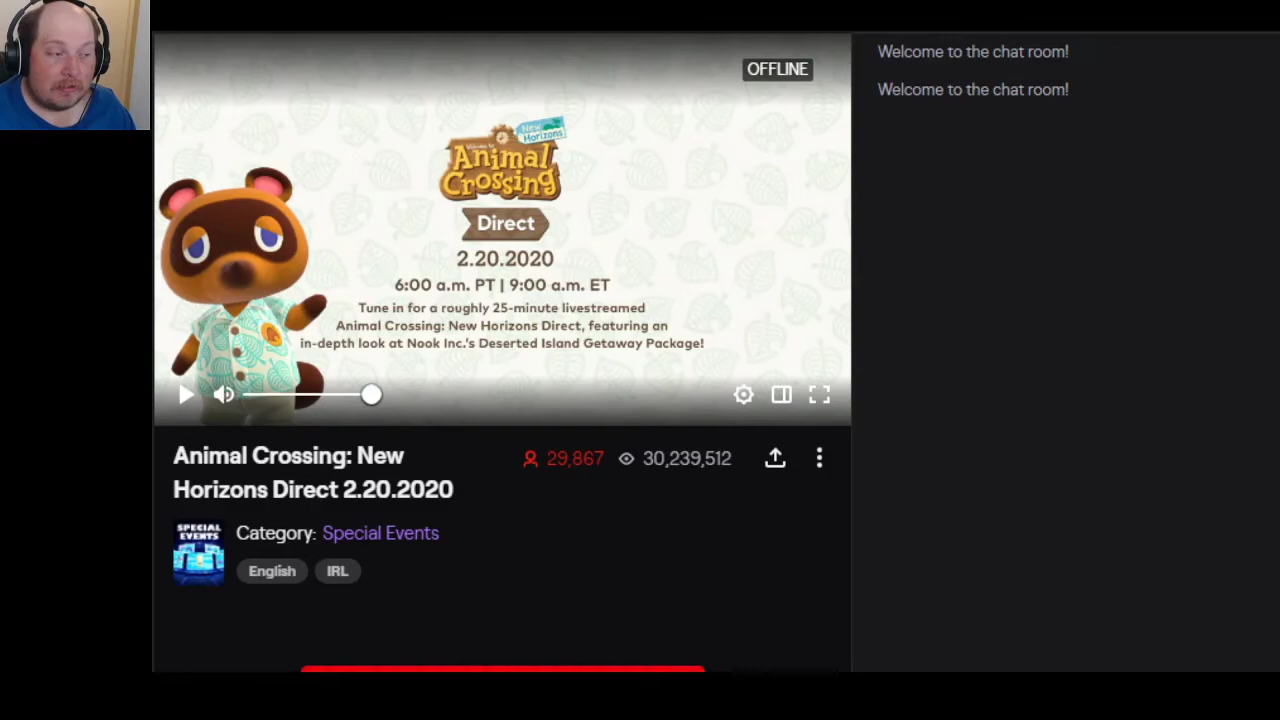 Welcome to the chat room!
Welcome to the chat room!
OFFLINE
New Horizons
Welcome to
Animal
Crossing
Direct
2.20.2020
6:00 a.m. PT | 9:00 a.m. ET
Tune in for a roughly 25-minute livestreamed
Animal Crossing: New Horizons Direct, featuring an
in-depth look at Nook Inc.'s Deserted Island Getaway Package!
Animal Crossing: New
Horizons Direct 2.20.2020
29,867
30,239,512
SPECIAL
EVENTS
Category: Special Events
English
IRL